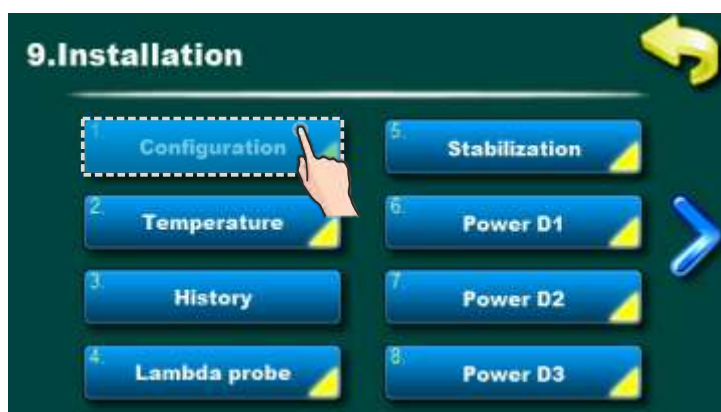 9.Installation
1.
Configuration
2.
Temperature
3.
History
4.
Lambda probe
5.
Stabilization
6.
Power D1
7.
Power D2
8.
Power D3